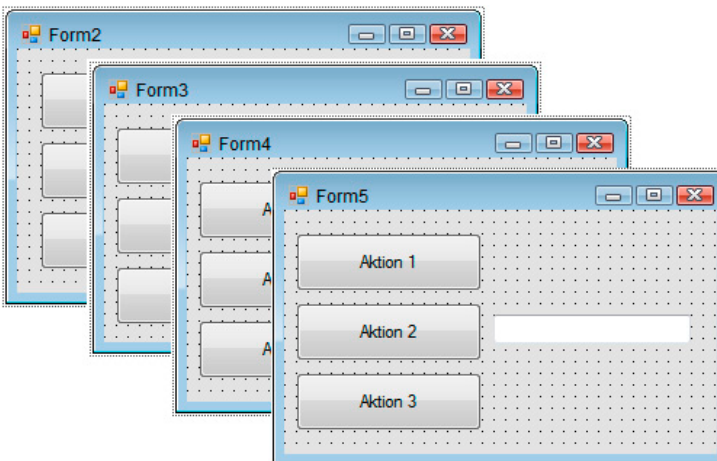 Form2
Form3
Form4
A
A
A
Form5
Aktion 1
Aktion 2
Aktion 3